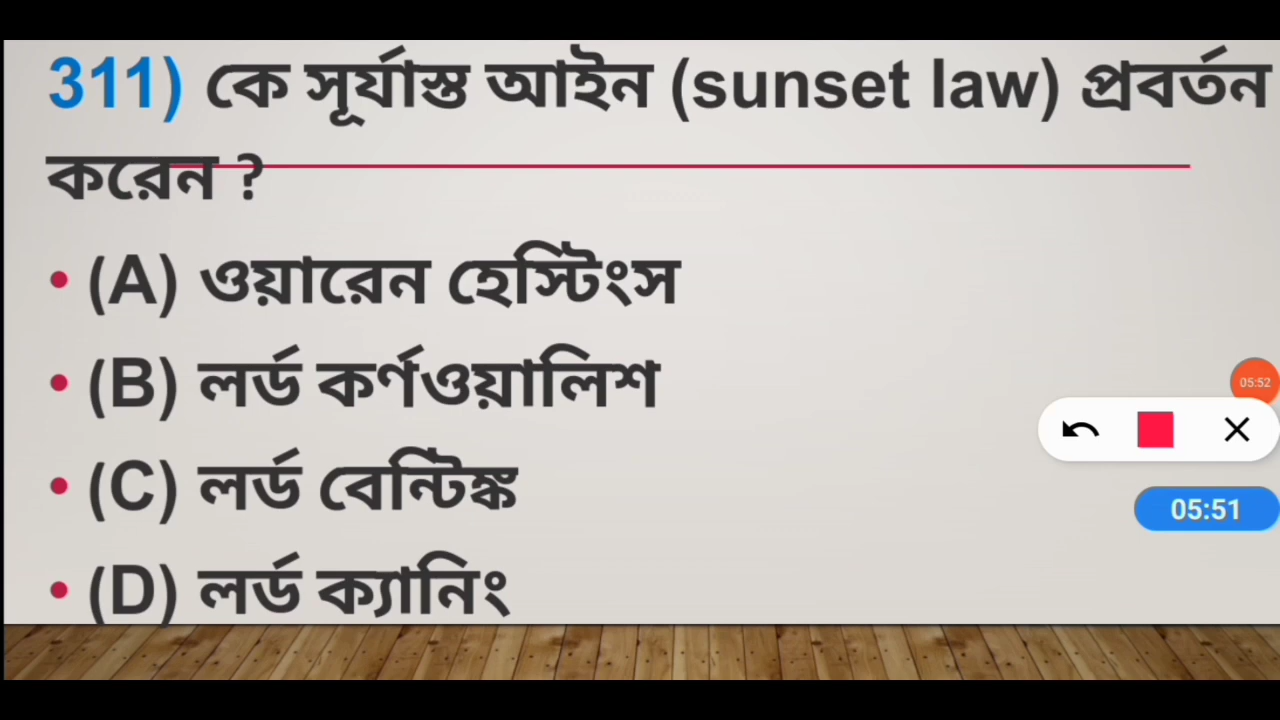 311) কে সূর্যাস্ত আইন (sunset law) প্রবর্তন
করেন ?
• (A) ওয়ারেন হেস্টিংস
• (B) লর্ড কর্ণওয়ালিশ
• (C) লর্ড বেন্টিঙ্ক
• (D) লর্ড ক্যানিং
05:52
05:51